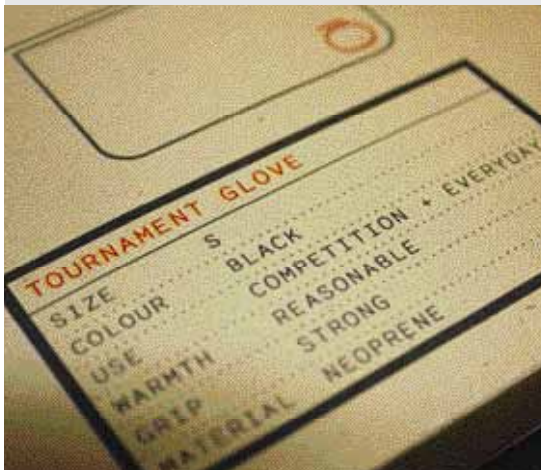 TOURNAMENT GLOVE
SIZE S
COLOUR BLACK
USE COMPETITION + EVERYDAY
WARMTH REASONABLE
GRIP STRONG
MATERIAL NEOPRENE